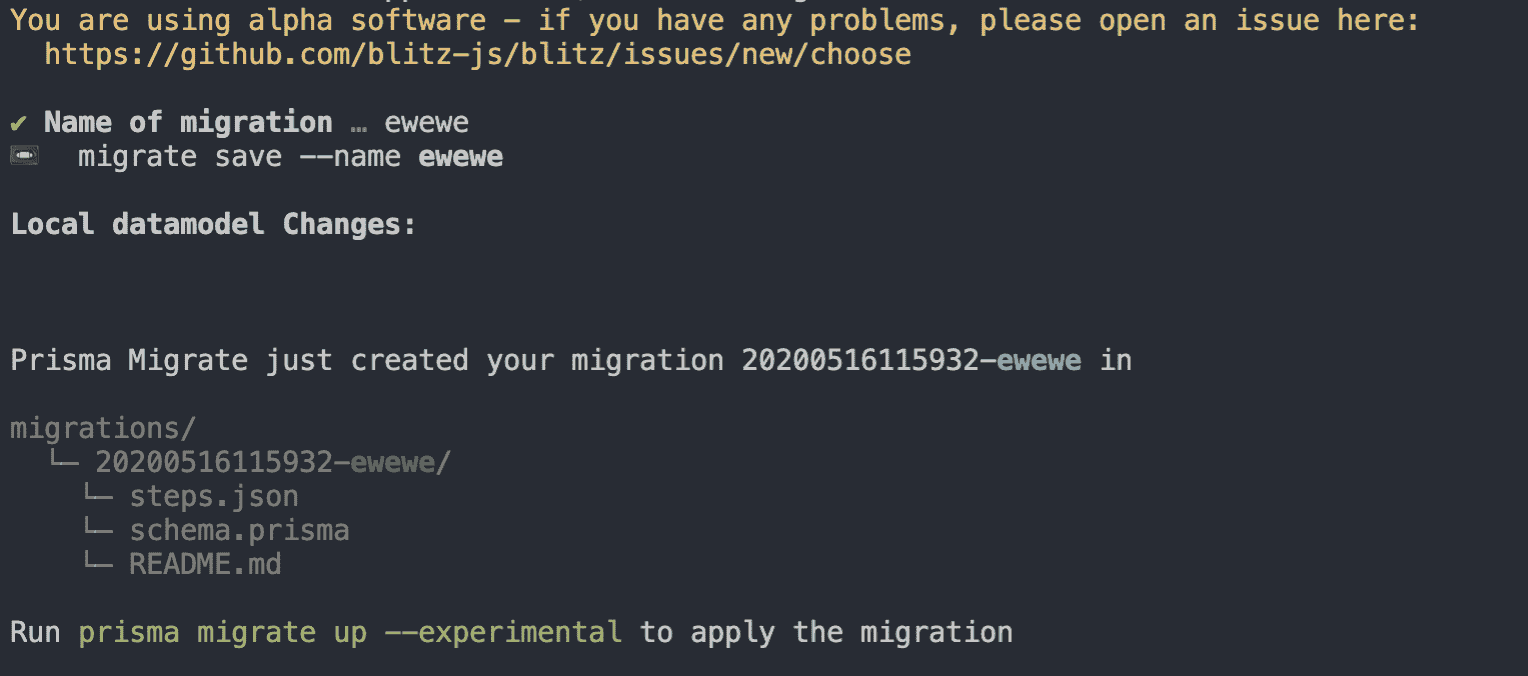 You are using alpha software - if you have any problems, please open an issue here:
https://github.com/blitz-js/blitz/issues/new/choose
✔ Name of migration … ewewe
📼 migrate save --name ewewe
Local datamodel Changes:
Prisma Migrate just created your migration 20200516115932-ewewe in
migrations/
└─ 20200516115932-ewewe/
└─ steps.json
└─ schema.prisma
└─ README.md
Run prisma migrate up --experimental to apply the migration